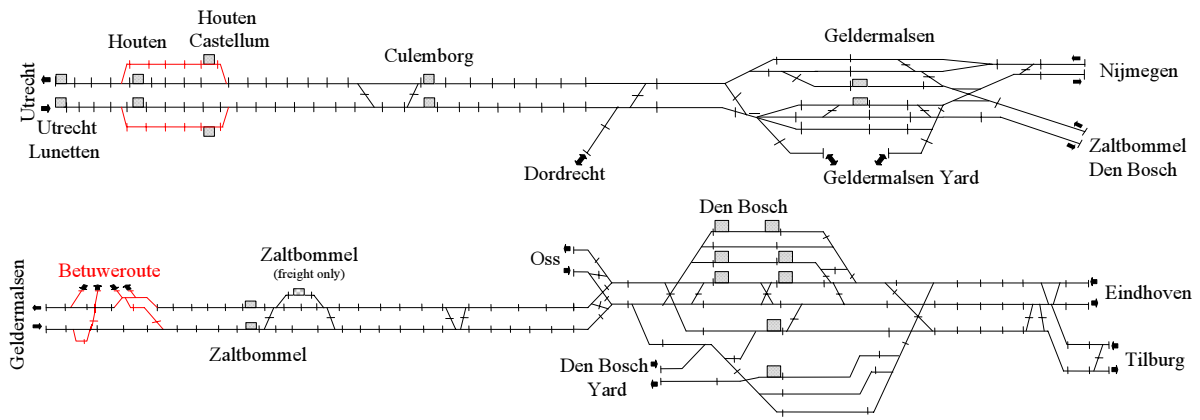 Houten
Houten
Castellum
Culemborg
Geldermalsen
Nijmegen
Utrecht
Utrecht
Lunetten
Dordrecht
Geldermalsen Yard
Zaltbommel
Den Bosch
Den Bosch
Oss
Zaltbommel
(freight only)
Betuweroute
Geldermalsen
Zaltbommel
Eindhoven
Den Bosch
Yard
Tilburg